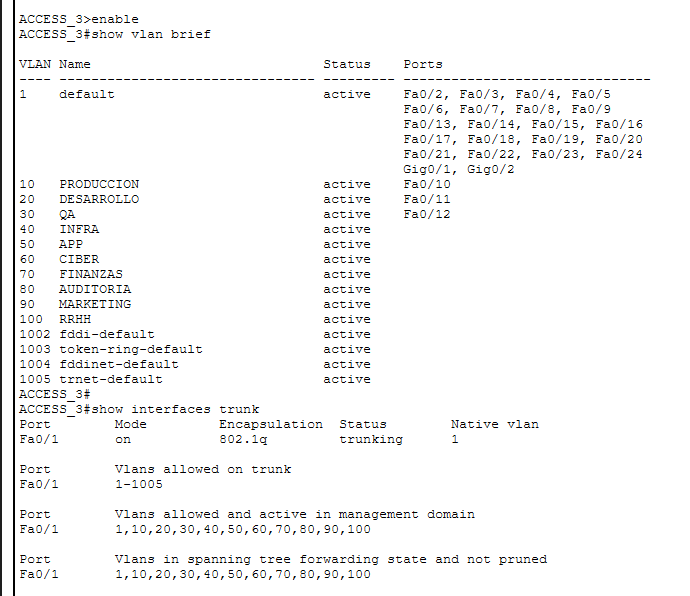 ACCESS_3>enable
ACCESS_3#show vlan brief
VLAN Name                             Status    Ports
---- -------------------------------- --------- -------------------------------
1    default                          active    Fa0/2, Fa0/3, Fa0/4, Fa0/5
                                                Fa0/6, Fa0/7, Fa0/8, Fa0/9
                                                Fa0/13, Fa0/14, Fa0/15, Fa0/16
                                                Fa0/17, Fa0/18, Fa0/19, Fa0/20
                                                Fa0/21, Fa0/22, Fa0/23, Fa0/24
                                                Gig0/1, Gig0/2
10   PRODUCCION                       active    Fa0/10
20   DESARROLLO                       active    Fa0/11
30   QA                               active    Fa0/12
40   INFRA                            active
50   APP                              active
60   CIBER                            active
70   FINANZAS                         active
80   AUDITORIA                        active
90   MARKETING                        active
100  RRHH                             active
1002 fddi-default                     active
1003 token-ring-default               active
1004 fddinet-default                  active
1005 trnet-default                    active
ACCESS_3#
ACCESS_3#show interfaces trunk
Port        Mode         Encapsulation  Status        Native vlan
Fa0/1       on           802.1q         trunking      1
Port        Vlans allowed on trunk
Fa0/1       1-1005
Port        Vlans allowed and active in management domain
Fa0/1       1,10,20,30,40,50,60,70,80,90,100
Port        Vlans in spanning tree forwarding state and not pruned
Fa0/1       1,10,20,30,40,50,60,70,80,90,100